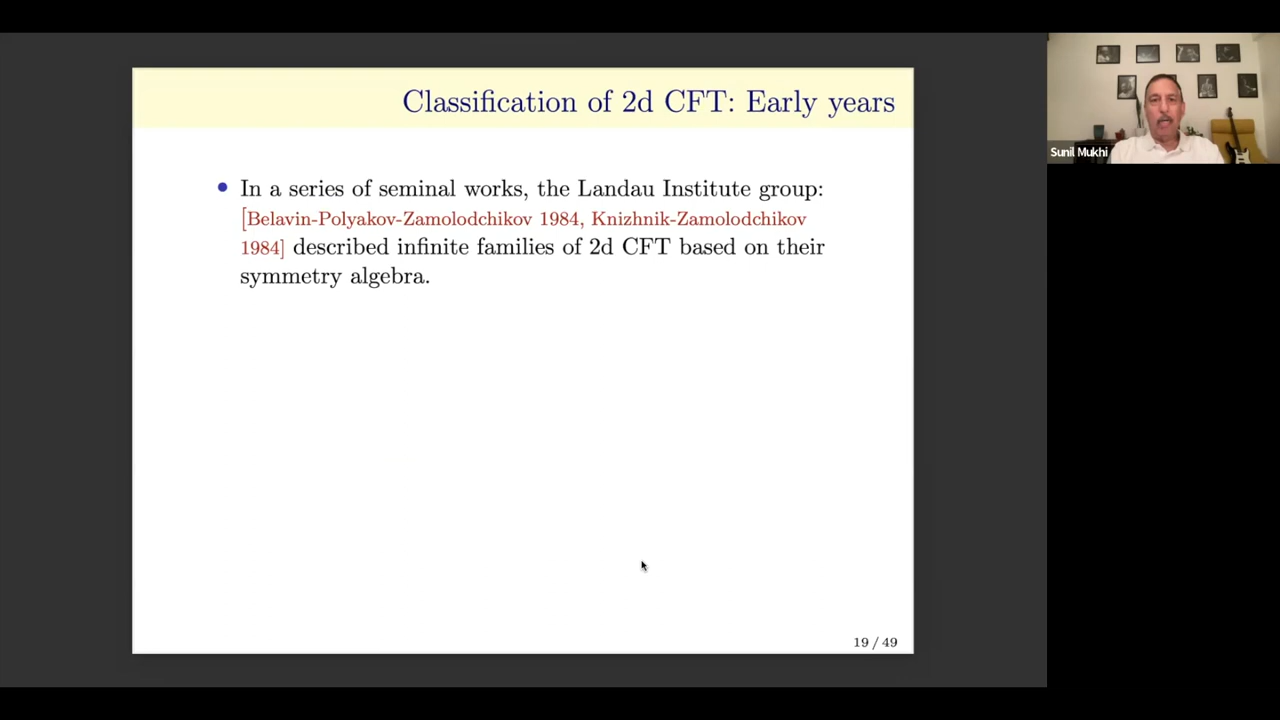 Classification of 2d CFT: Early years
• In a series of seminal works, the Landau Institute group:
[Belavin-Polyakov-Zamolodchikov 1984, Knizhnik-Zamolodchikov
1984] described infinite families of 2d CFT based on their
symmetry algebra.
19 / 49
Sunil Mukhi